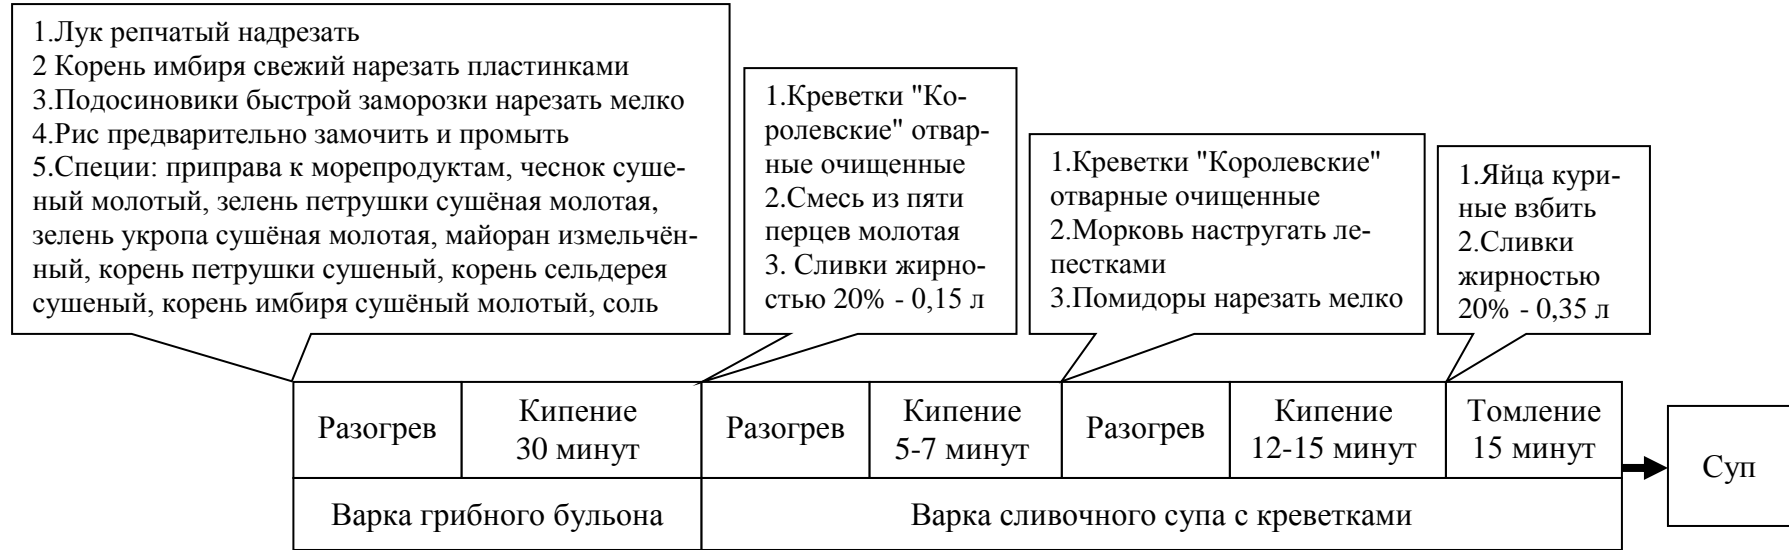 1.Лук репчатый надрезать
2 Корень имбиря свежий нарезать пластинками
3.Подосиновики быстрой заморозки нарезать мелко
4.Рис предварительно замочить и промыть
5.Специи: приправа к морепродуктам, чеснок суше-
ный молотый, зелень петрушки сушёная молотая,
зелень укропа сушёная молотая, майоран измельчён-
ный, корень петрушки сушеный, корень сельдерея
сушеный, корень имбиря сушёный молотый, соль
1.Креветки "Ко-
ролевские" отвар-
ные очищенные
2.Смесь из пяти
перцев молотая
3. Сливки жирно-
стью 20% - 0,15 л
1.Креветки "Королевские"
отварные очищенные
2.Морковь настругать ле-
пестками
3.Помидоры нарезать мелко
1.Яйца кури-
ные взбить
2.Сливки
жирностью
20% - 0,35 л
Разогрев
Кипение
30 минут
Разогрев
Кипение
5-7 минут
Разогрев
Кипение
12-15 минут
Томление
15 минут
Суп
Варка грибного бульона
Варка сливочного супа с креветками